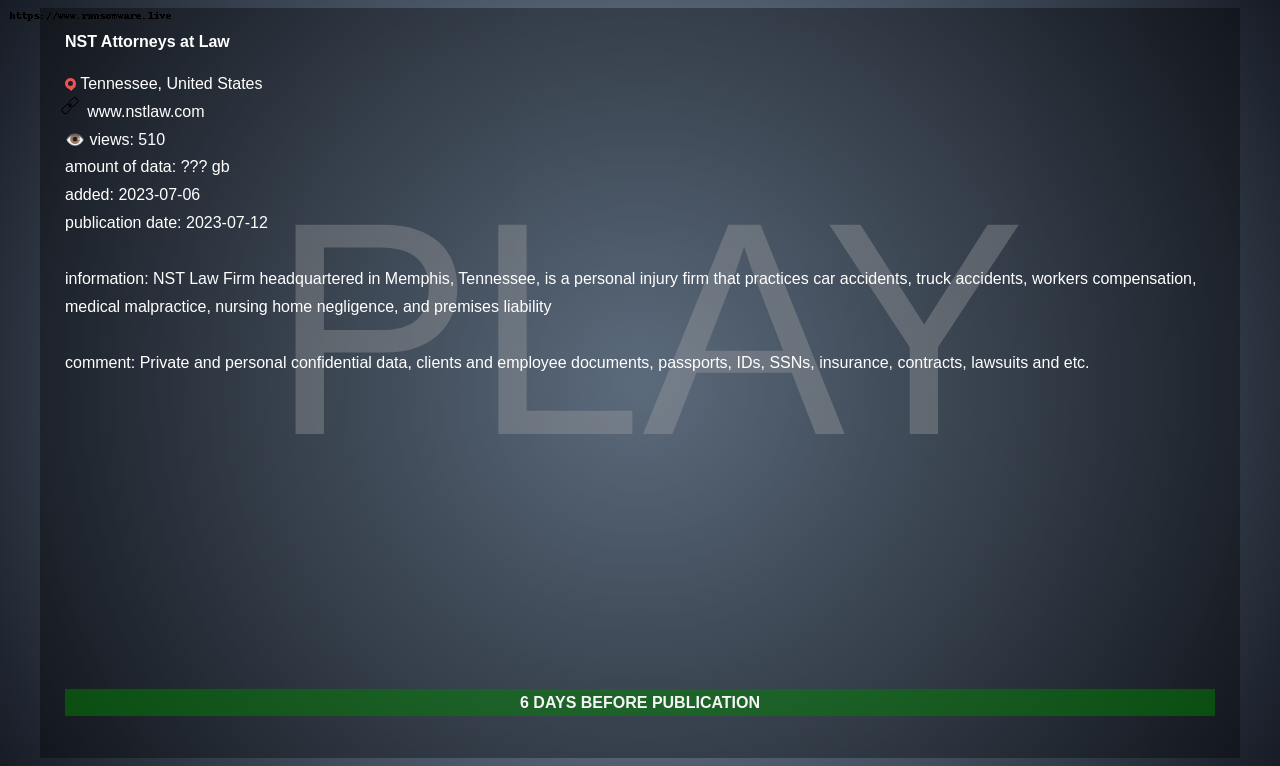 https://www.ransomware.live
NST Attorneys at Law
Tennessee, United States
www.nstlaw.com
views: 510
amount of data: ??? gb
added: 2023-07-06
publication date: 2023-07-12
PLAY
information: NST Law Firm headquartered in Memphis, Tennessee, is a personal injury firm that practices car accidents, truck accidents, workers compensation,
medical malpractice, nursing home negligence, and premises liability
comment: Private and personal confidential data, clients and employee documents, passports, IDs, SSNs, insurance, contracts, lawsuits and etc.
6 DAYS BEFORE PUBLICATION